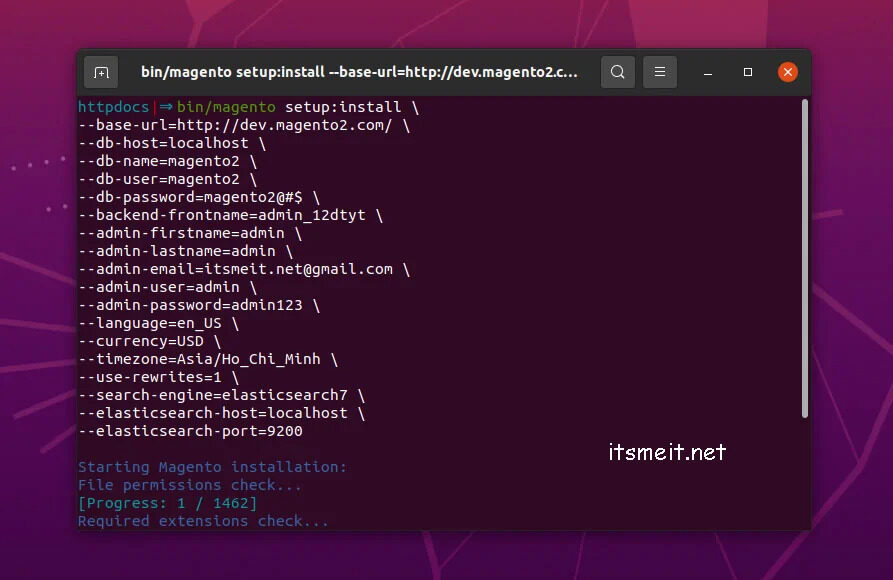 bin/magento setup:install --base-url=http://dev.magento2.c...
httpdocs|⇒ bin/magento setup:install \
--base-url=http://dev.magento2.com/ \
--db-host=localhost \
--db-name=magento2 \
--db-user=magento2 \
--db-password=magento2@#$ \
--backend-frontname=admin_12dtyt \
--admin-firstname=admin \
--admin-lastname=admin \
--admin-email=itsmeit.net@gmail.com \
--admin-user=admin \
--admin-password=admin123 \
--language=en_US \
--currency=USD \
--timezone=Asia/Ho_Chi_Minh \
--use-rewrites=1 \
--search-engine=elasticsearch7 \
--elasticsearch-host=localhost \
--elasticsearch-port=9200
itsmeit.net
Starting Magento installation:
File permissions check...
[Progress: 1 / 1462]
Required extensions check...